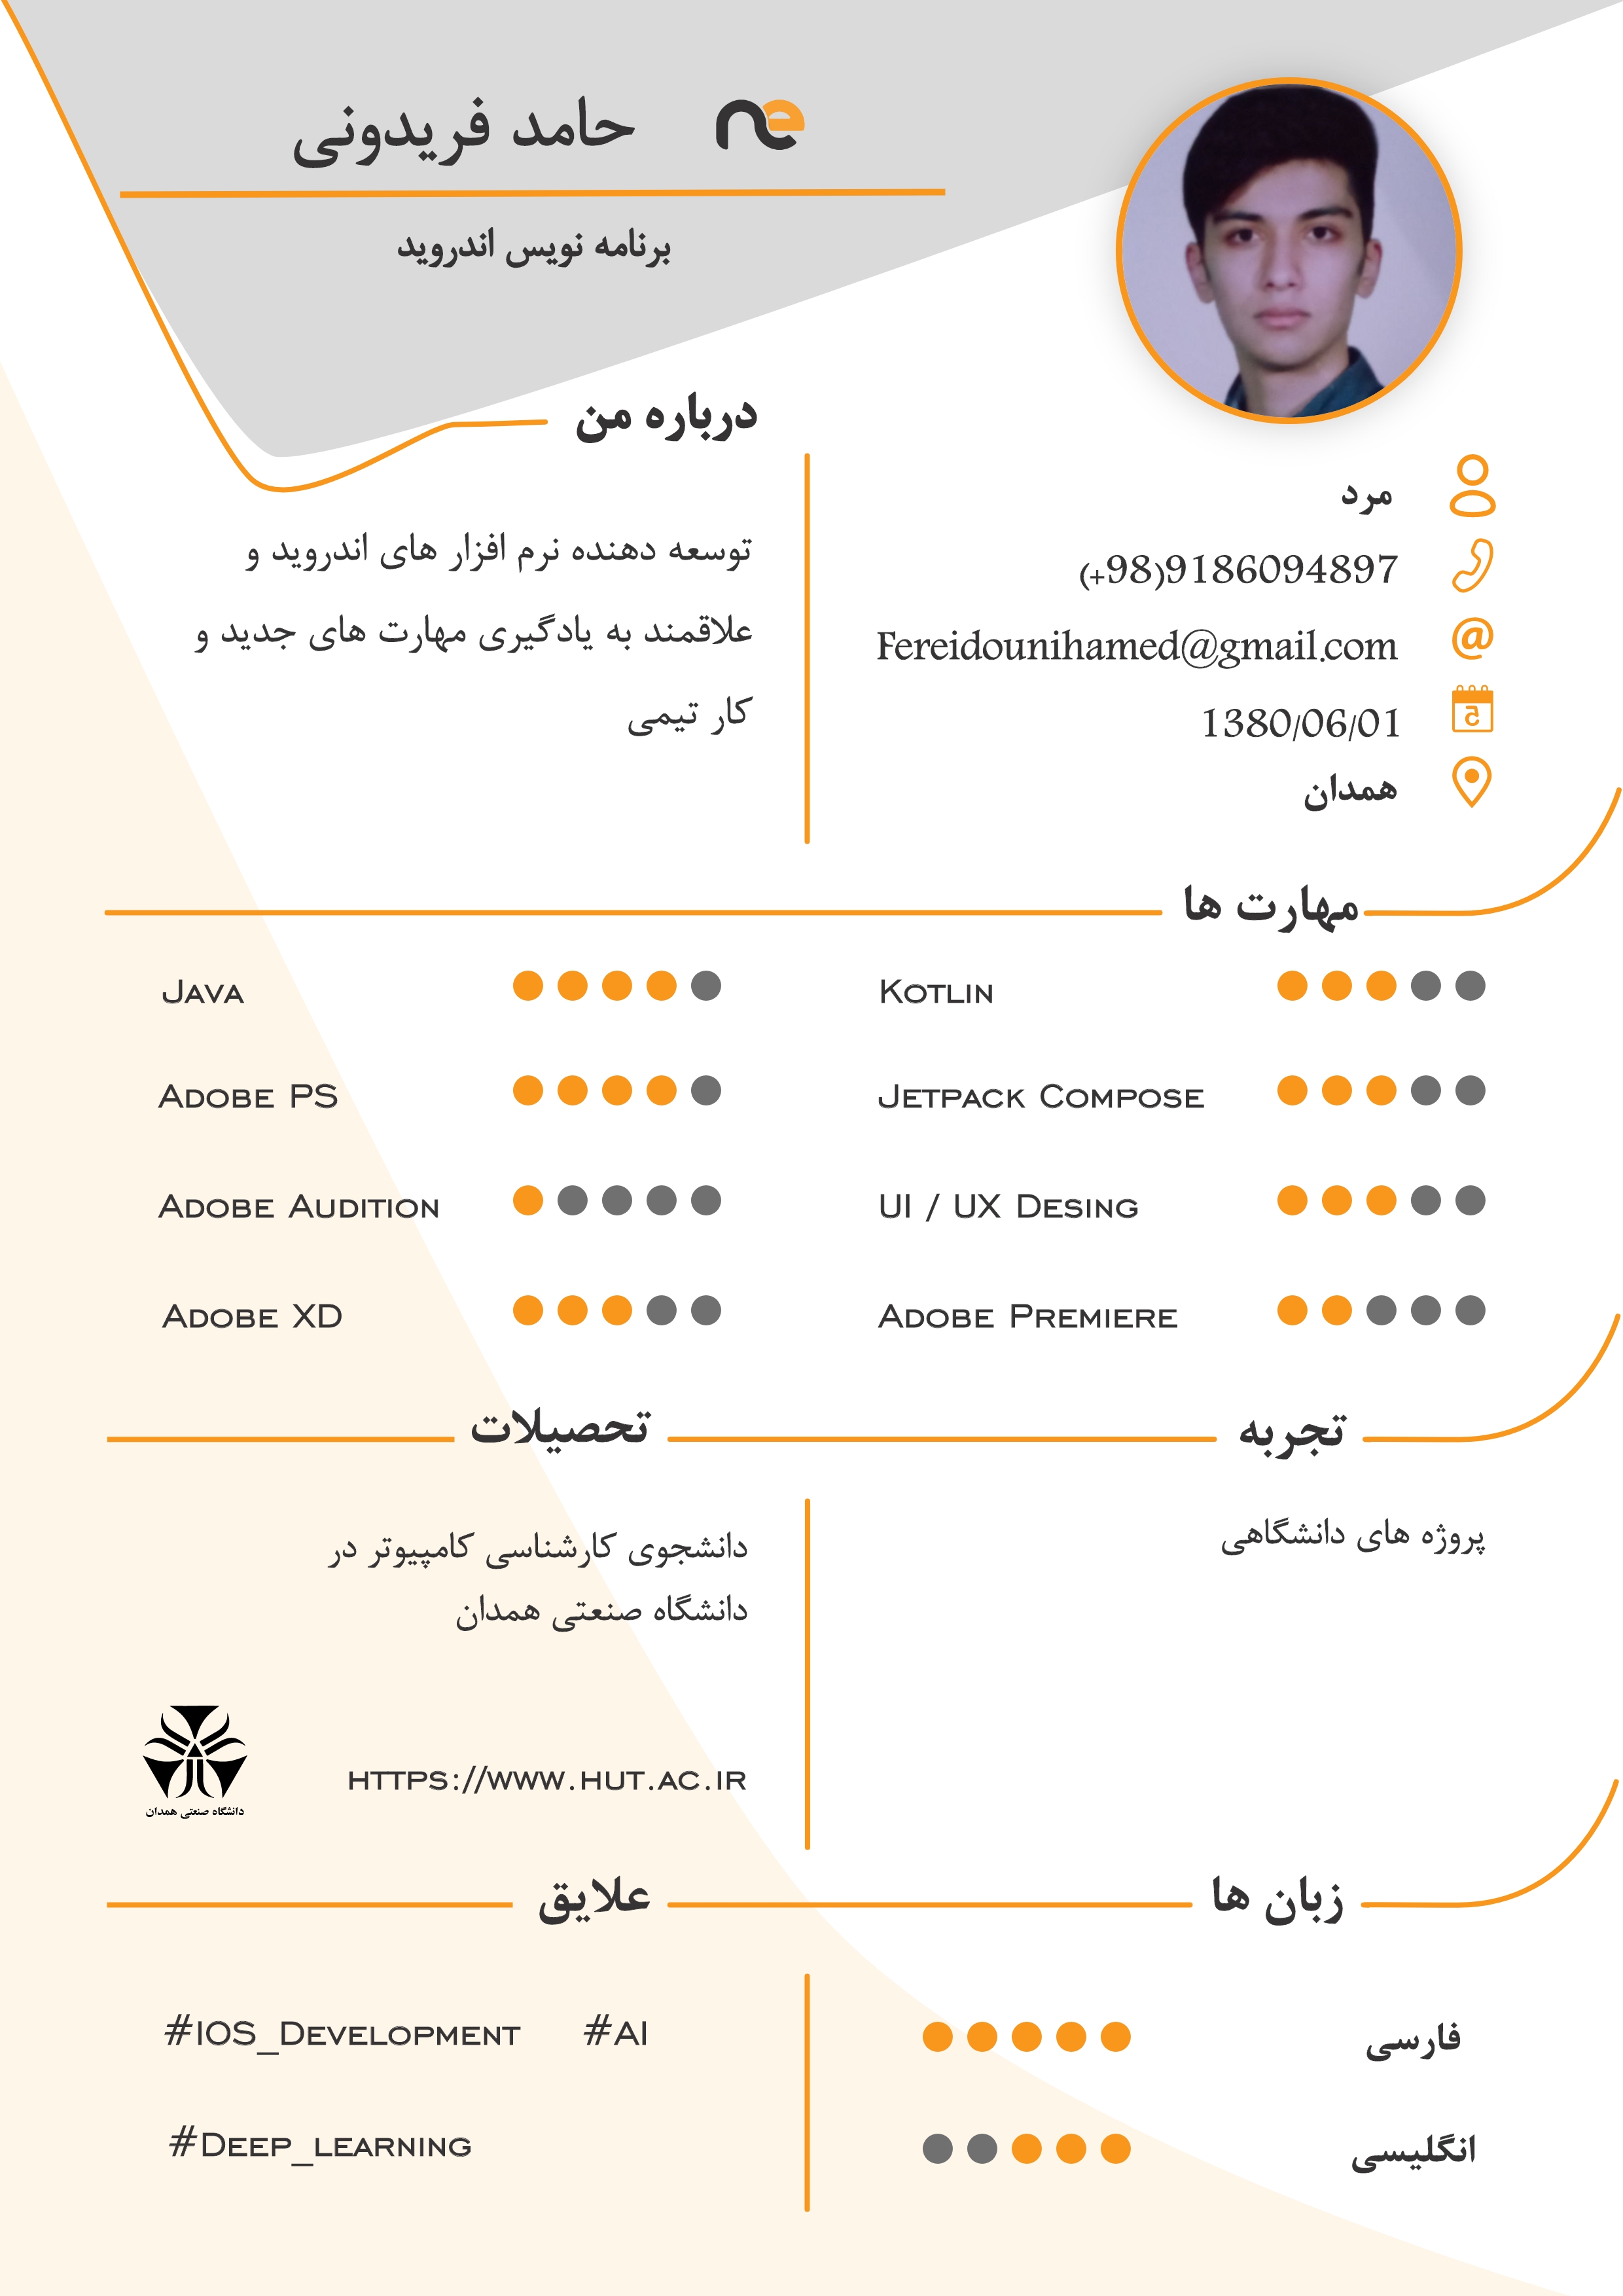 حامد فریدونی
برنامه نویس اندروید
مرد
(+98)9186094897
Fereidounihamed@gmail.com
1380/06/01
همدان
درباره من
توسعه دهنده نرم افزار های اندروید و
علاقمند به یادگیری مهارت های جدید و
کار تیمی
مهارت ها
Kotlin
Java
Jetpack Compose
Adobe PS
UI / UX Desing
Adobe Audition
Adobe Premiere
Adobe XD
تجربه
پروژه های دانشگاهی
تحصیلات
دانشجوی کارشناسی کامپیوتر در
دانشگاه صنعتی همدان
https://www.hut.ac.ir
دانشگاه صنعتی همدان
زبان ها
فارسی
انگلیسی
علایق
#IOS_Development #AI
#Deep_learning